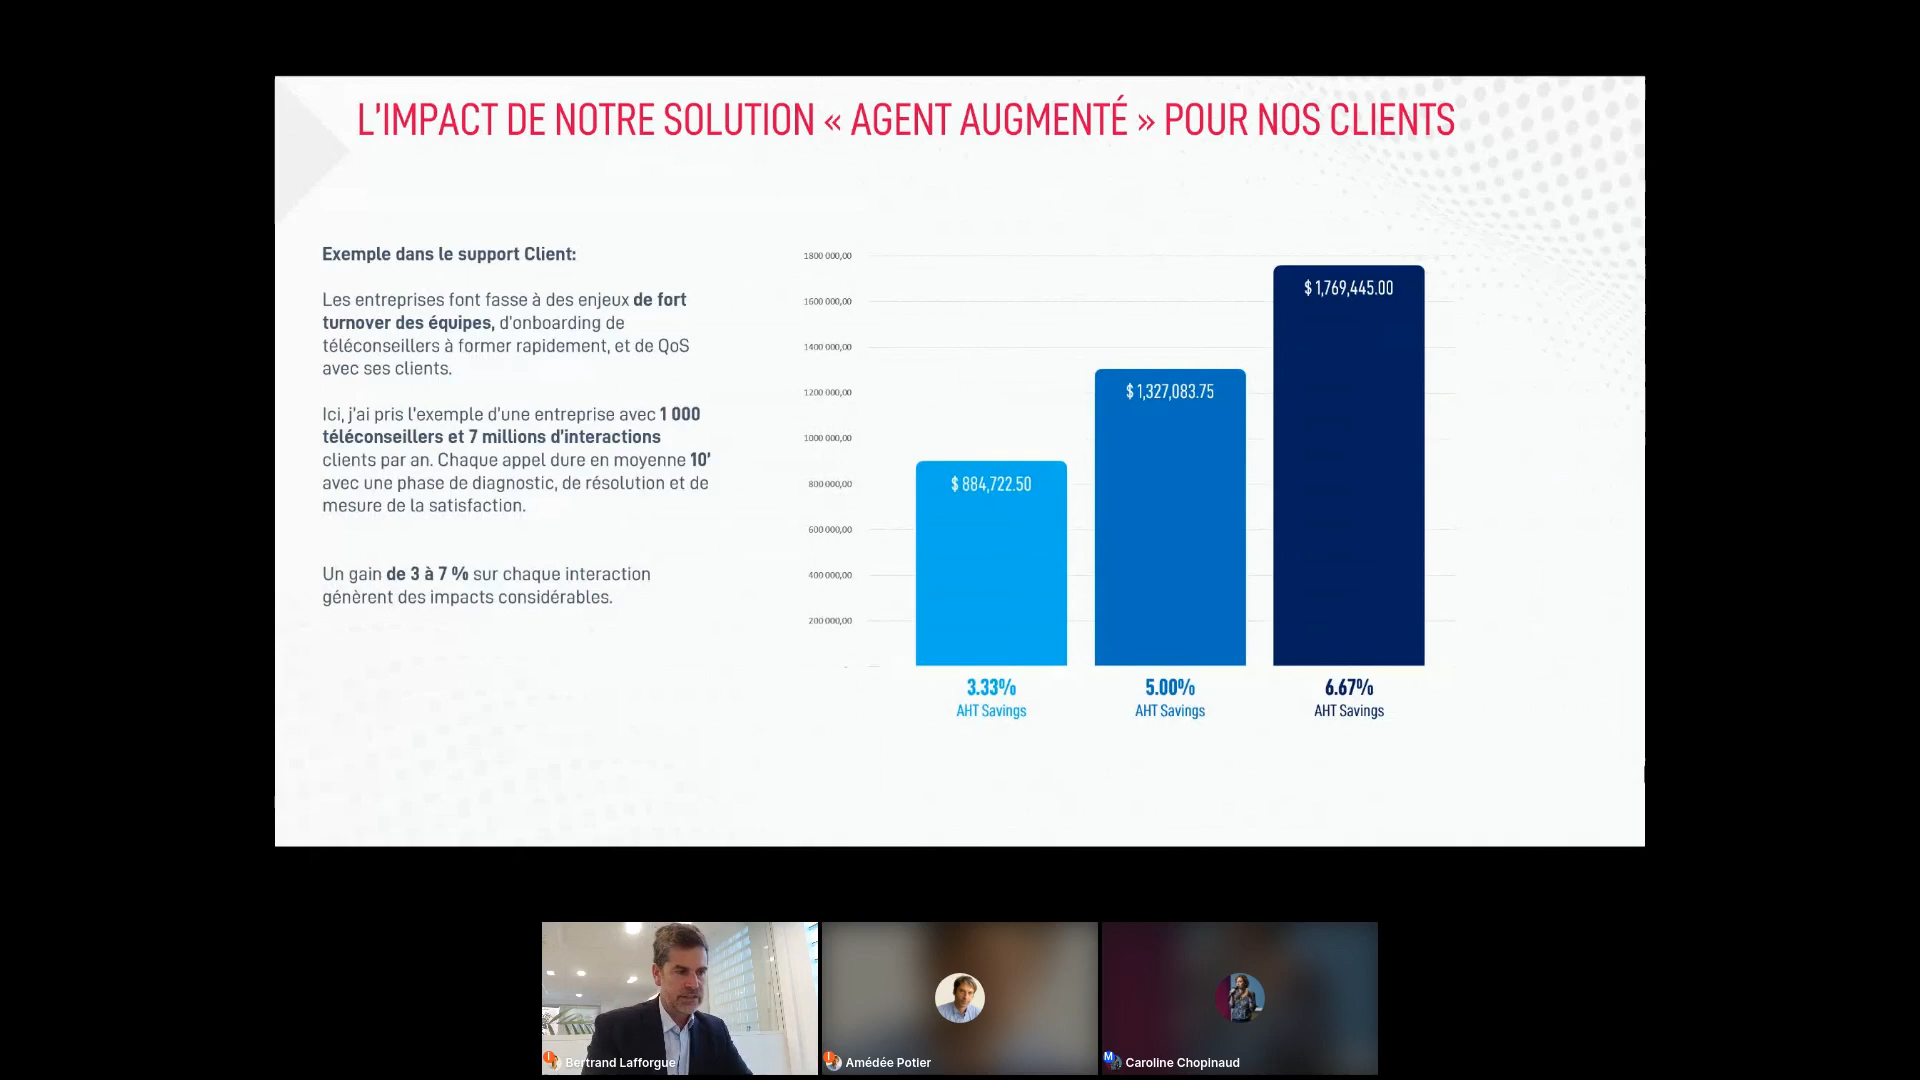 L'IMPACT DE NOTRE SOLUTION « AGENT AUGMENTÉ » POUR NOS CLIENTS
Exemple dans le support Client:
Les entreprises font fasse à des enjeux de fort
turnover des équipes, d'onboarding de
téléconseillers à former rapidement, et de QoS
avec ses clients.
Ici, j'ai pris l'exemple d'une entreprise avec 1 000
téléconseillers et 7 millions d'interactions
clients par an. Chaque appel dure en moyenne 10'
avec une phase de diagnostic, de résolution et de
mesure de la satisfaction.
Un gain de 3 à 7 % sur chaque interaction
génèrent des impacts considérables.
1800 000,00
1600 000,00
1400 000,00
1200 000,00
1000 000,00
800 000,00
600 000,00
400 000,00
200 000,00
-
$ 884,722.50
$ 1,327,083.75
$ 1,769,445.00
3.33%
AHT Savings
5.00%
AHT Savings
6.67%
AHT Savings
Bertrand Lafforgue
Amédée Potier
M
Caroline Chopinaud